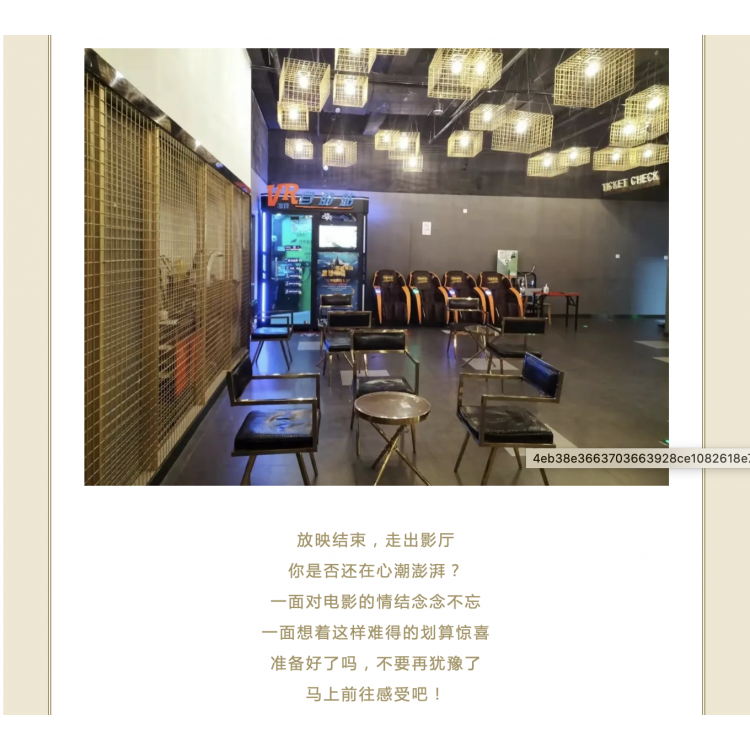 VR
TICKET CHECK
4eb38e3663703663928ce1082618e7
放映结束，走出影厅
你是否还在心潮澎湃？
一面对电影的情结念念不忘
一面想着这样难得的划算惊喜
准备好了吗，不要再犹豫了
马上前往感受吧！